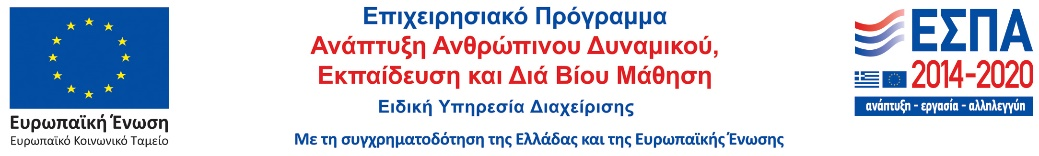 Ευρωπαϊκή Ένωση
Ευρωπαϊκό Κοινωνικό Ταμείο
Επιχειρησιακό Πρόγραμμα
Ανάπτυξη Ανθρώπινου Δυναμικού,
Εκπαίδευση και Διά Βίου Μάθηση
Ειδική Υπηρεσία Διαχείρισης
Με τη συγχρηματοδότηση της Ελλάδας και της Ευρωπαϊκής Ένωσης
ΕΣΠΑ
2014-2020
ανάπτυξη - εργασία - αλληλεγγύη